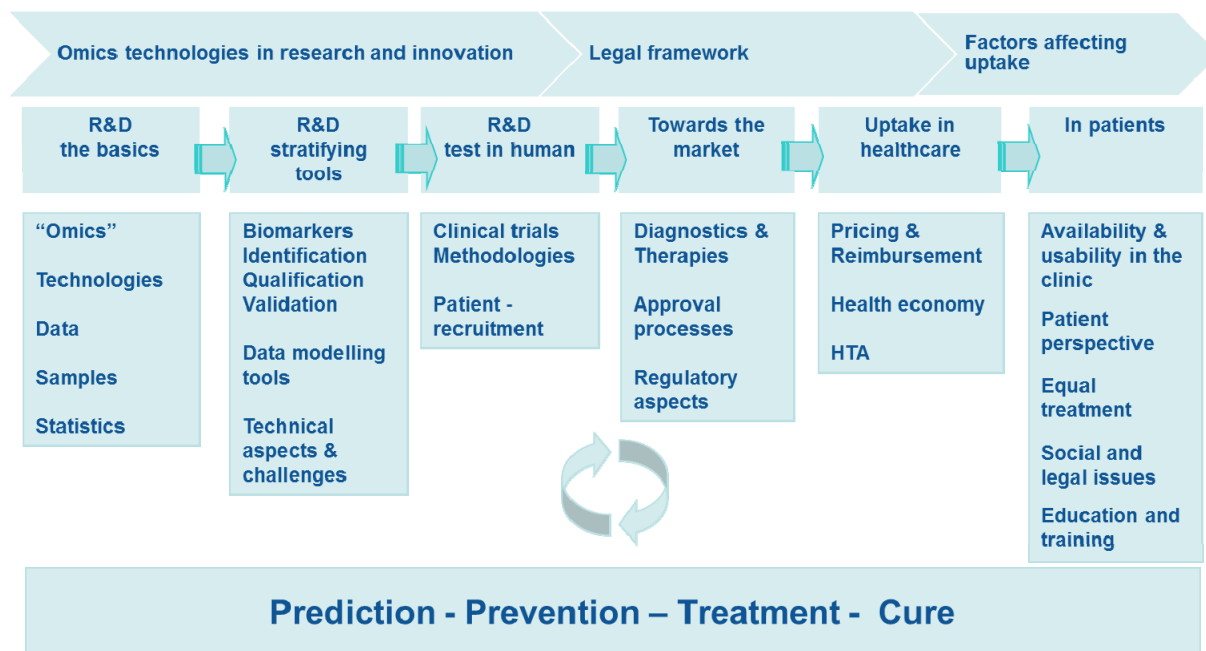 Omics technologies in research and innovation
Legal framework
Factors affecting
uptake
R&D
the basics
R&D
stratifying
tools
R&D
test in human
Towards the
market
Uptake in
healthcare
In patients
“Omics”
Technologies
Data
Samples
Statistics
Biomarkers
Identification
Qualification
Validation
Data modelling
tools
Technical
aspects &
challenges
Clinical trials
Methodologies
Patient -
recruitment
Diagnostics &
Therapies
Approval
processes
Regulatory
aspects
Pricing &
Reimbursement
Health economy
HTA
Availability &
usability in the
clinic
Patient
perspective
Equal
treatment
Social and
legal issues
Education and
training
Prediction - Prevention – Treatment - Cure